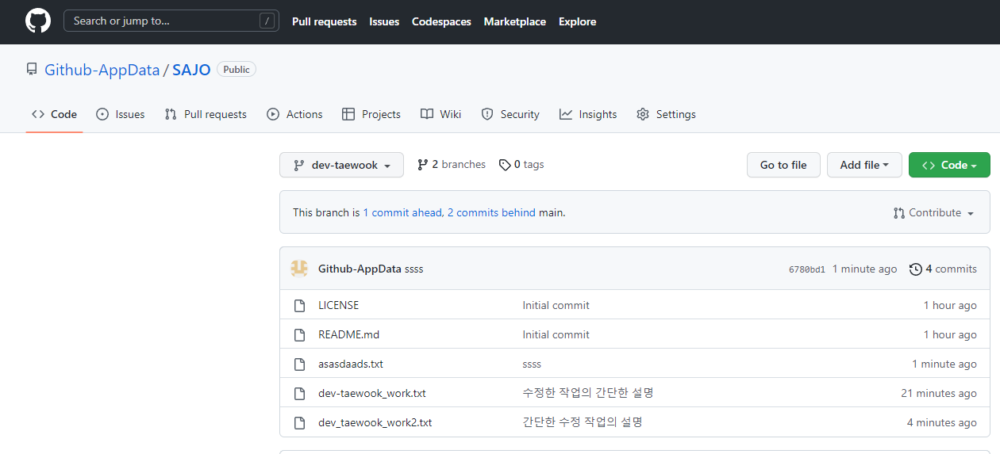 Search or jump to... /
Pull requests Issues Codespaces Marketplace Explore
Github-AppData / SAJO Public
Code Issues Pull requests Actions Projects Wiki Security Insights Settings
dev-taewook 2 branches 0 tags Go to file Add file Code
This branch is 1 commit ahead, 2 commits behind main. Contribute
Github-AppData ssss 6780bd1 1 minute ago 4 commits
LICENSE Initial commit 1 hour ago
README.md Initial commit 1 hour ago
asasdaads.txt ssss 1 minute ago
dev-taewook_work.txt 수정한 작업의 간단한 설명 21 minutes ago
dev_taewook_work2.txt 간단한 수정 작업의 설명 4 minutes ago